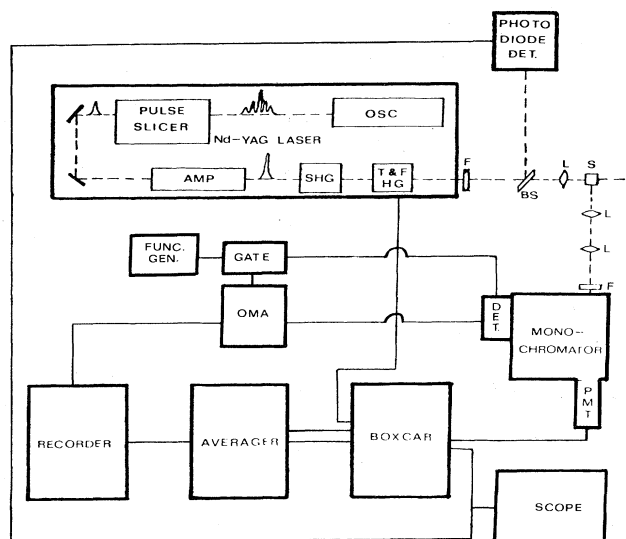 PHOTO
DIODE
DET.
PULSE
SLICER
OSC
Nd-YAG LASER
AMP
SHG
T & F
HG
F
BS
L
S
L
L
F
FUNC.
GEN.
GATE
OMA
DET.
MONO-
CHROMATOR
PMT
RECORDER
AVERAGER
BOXCAR
SCOPE